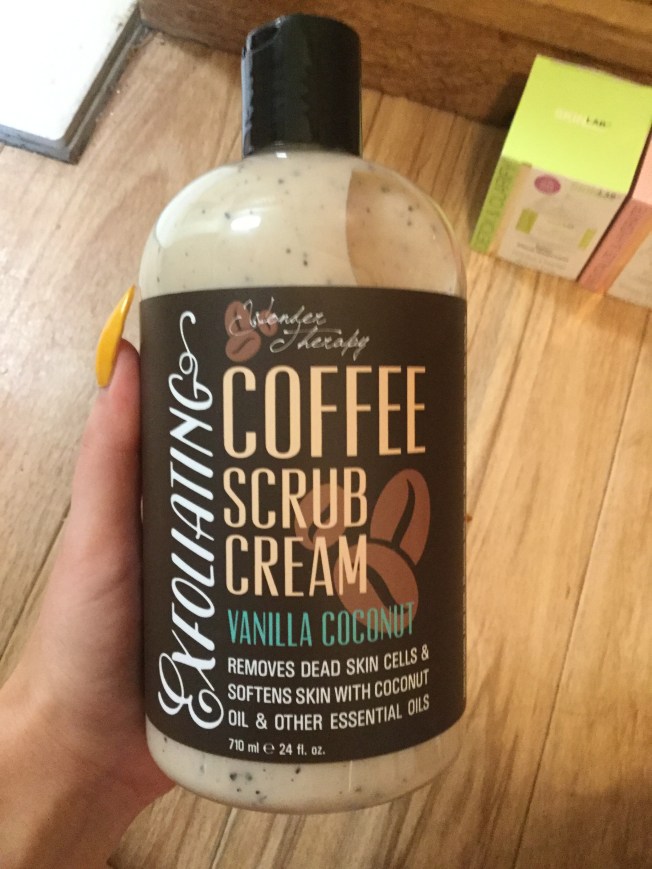 Wonder
Therapy
EXFOLIATING
COFFEE
SCRUB
CREAM
VANILLA COCONUT
REMOVES DEAD SKIN CELLS &
SOFTENS SKIN WITH COCONUT
OIL & OTHER ESSENTIAL OILS
710 ml ℮ 24 fl. oz.
LAB